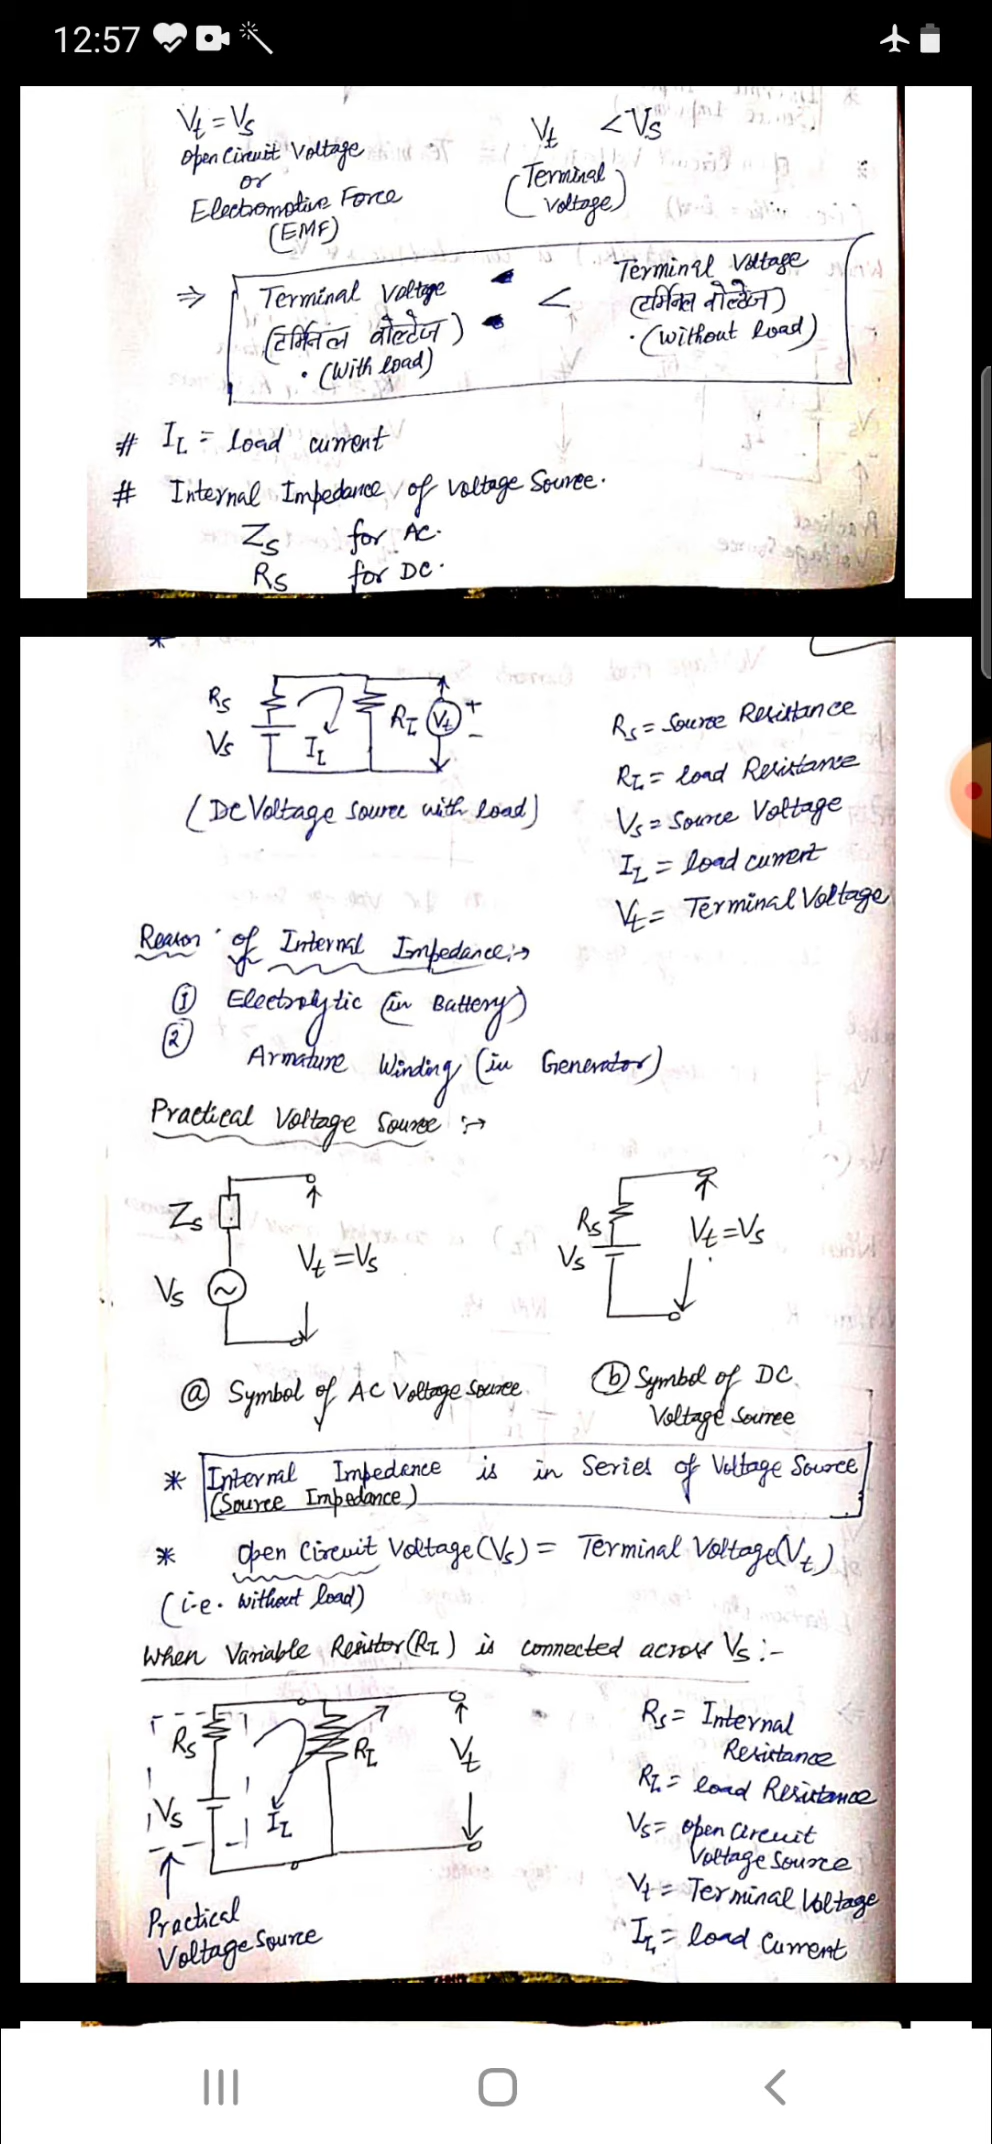 12:57
Vt = Vs
Open Circuit Voltage
or
Electromotive Force
(EMF)
Vt < Vs
(Terminal
Voltage)
⇒ Terminal Voltage
(टर्मिनल वोल्टेज)
(With load)
<
Terminal Voltage
(टर्मिनल वोल्टेज)
(Without load)
# IL = load current
# Internal Impedance of voltage Source.
Zs for AC.
Rs for DC.
*
Rs
Vs
IL
RL
Vt
+
-
(DC Voltage source with load)
Rs = Source Resistance
RL = load Resistance
Vs = Source Voltage
IL = load current
Vt = Terminal Voltage
Reason of Internal Impedance:→
① Electrolytic (in Battery)
② Armature Winding (in Generator)
Practical Voltage Source :→
Zs
Vs
Vt = Vs
Rs
Vs
Vt = Vs
ⓐ Symbol of AC Voltage Source.
ⓑ Symbol of DC
Voltage Source
* Internal Impedence is in Series of Voltage Source
(Source Impedance)
* Open Circuit Voltage(Vs) = Terminal Voltage(Vt)
(i.e. without load)
When Variable Resistor(RL) is connected across Vs :-
Rs
Vs
IL
RL
Vt
Practical
Voltage Source
Rs = Internal
Resistance
RL = load Resistance
Vs = open circuit
Voltage Source
Vt = Terminal Voltage
IL = load Current